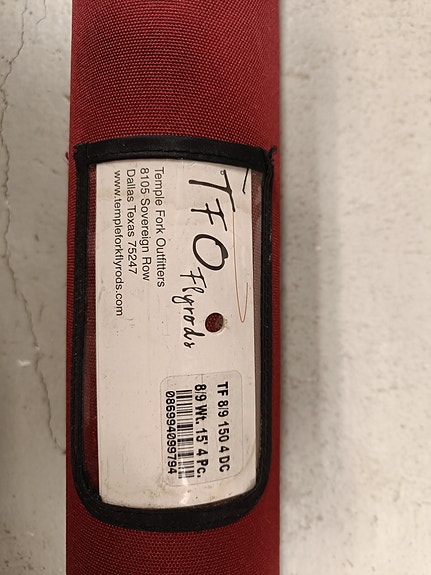 TFO
Flyrods
Temple Fork Outfitters
8105 Sovereign Row
Dallas Texas 75247
www.templeforkflyrods.com
TF 8/9 150 4 DC
8/9 Wt. 15' 4 Pc.
086994099794